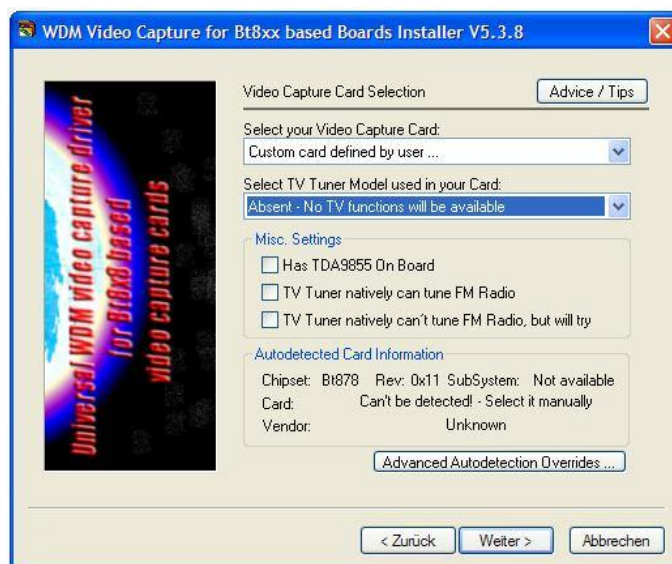 WDM Video Capture for Bt8xx based Boards Installer V5.3.8
Universal WDM video capture driver
for Bt8x8 based
video capture cards
Video Capture Card Selection
Advice / Tips
Select your Video Capture Card:
Custom card defined by user ...
Select TV Tuner Model used in your Card:
Absent - No TV functions will be available
Misc. Settings
Has TDA9855 On Board
TV Tuner natively can tune FM Radio
TV Tuner natively can´t tune FM Radio, but will try
Autodetected Card Information
Chipset: Bt878 Rev: 0x11 SubSystem: Not available
Card: Can't be detected! - Select it manually
Vendor: Unknown
Advanced Autodetection Overrides ...
< Zurück
Weiter >
Abbrechen